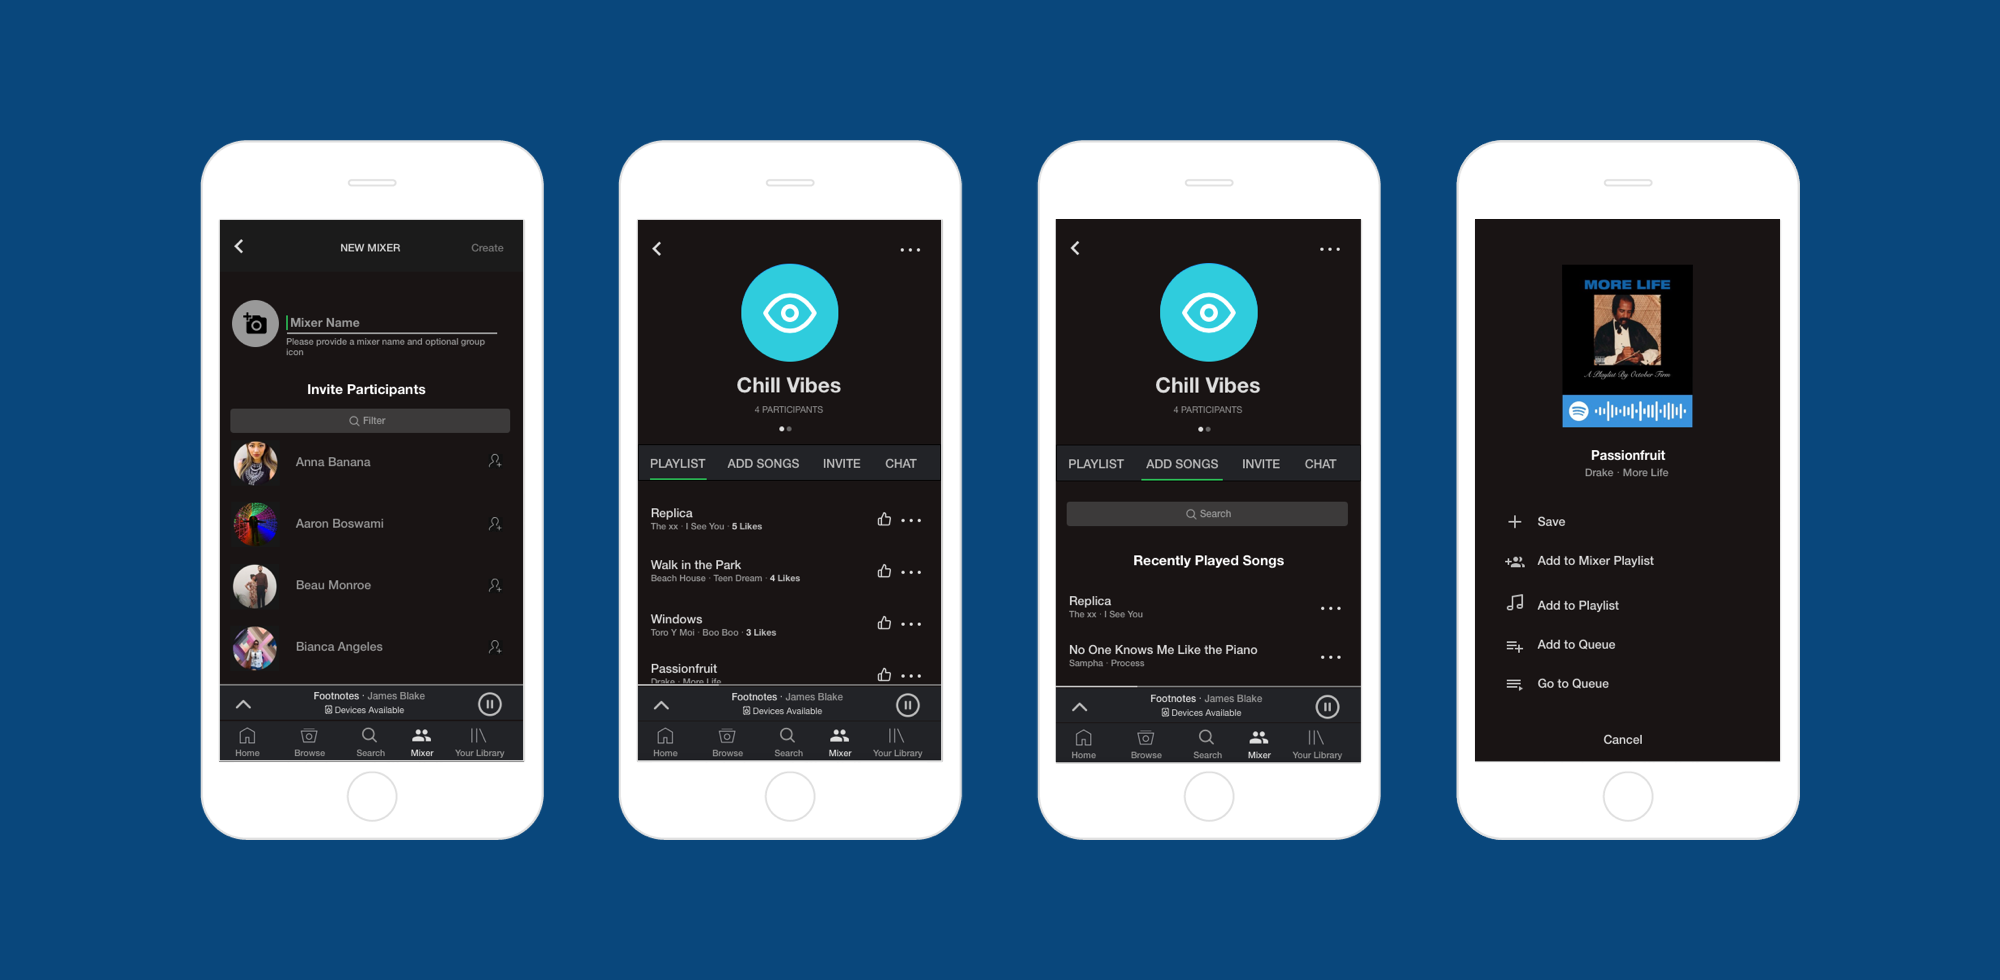 NEW MIXER
Create
Mixer Name
Please provide a mixer name and optional group
icon
Invite Participants
Filter
Anna Banana
Aaron Boswami
Beau Monroe
Bianca Angeles
Footnotes · James Blake
Devices Available
Home Browse Search Mixer Your Library
Chill Vibes
4 PARTICIPANTS
PLAYLIST ADD SONGS INVITE CHAT
Replica
The xx · I See You · 5 Likes
Walk in the Park
Beach House · Teen Dream · 4 Likes
Windows
Toro Y Moi · Boo Boo · 3 Likes
Passionfruit
Drake · More Life
Footnotes · James Blake
Devices Available
Home Browse Search Mixer Your Library
Chill Vibes
4 PARTICIPANTS
PLAYLIST ADD SONGS INVITE CHAT
Search
Recently Played Songs
Replica
The xx · I See You
No One Knows Me Like the Piano
Sampha · Process
Footnotes · James Blake
Devices Available
Home Browse Search Mixer Your Library
MORE LIFE
A Playlist By October Firm
Passionfruit
Drake · More Life
Save
Add to Mixer Playlist
Add to Playlist
Add to Queue
Go to Queue
Cancel